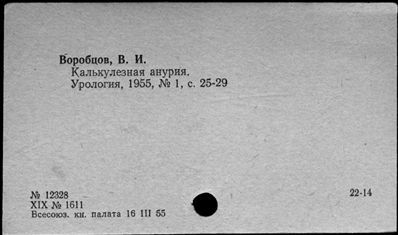 Воробцов, В. И.
Калькулезная анурия.
Урология, 1955, № 1, с. 25-29
№ 12328
22-14
XIX № 1611
Всесоюз. кн. палата 16 III 55